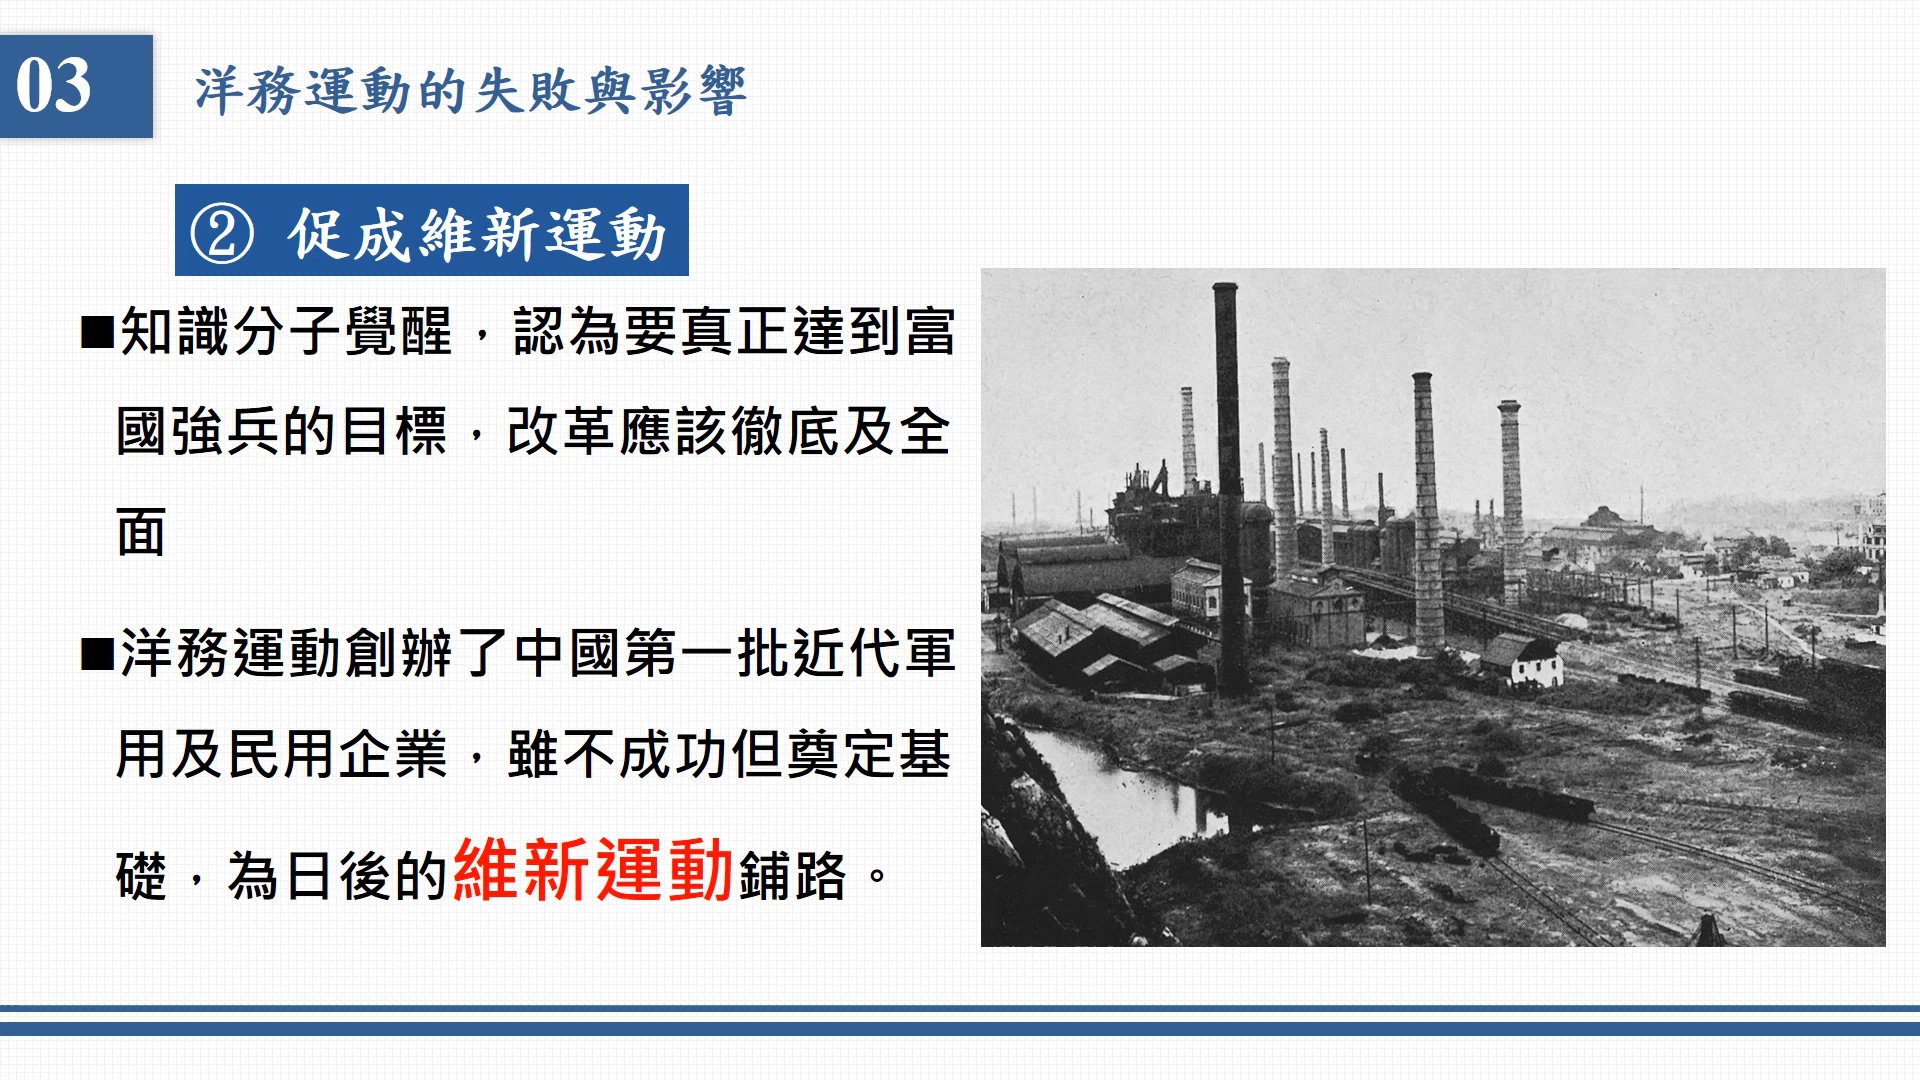 03
洋務運動的失敗與影響
② 促成維新運動
■知識分子覺醒，認為要真正達到富
國強兵的目標，改革應該徹底及全
面
■洋務運動創辦了中國第一批近代軍
用及民用企業，雖不成功但奠定基
礎，為日後的維新運動鋪路。